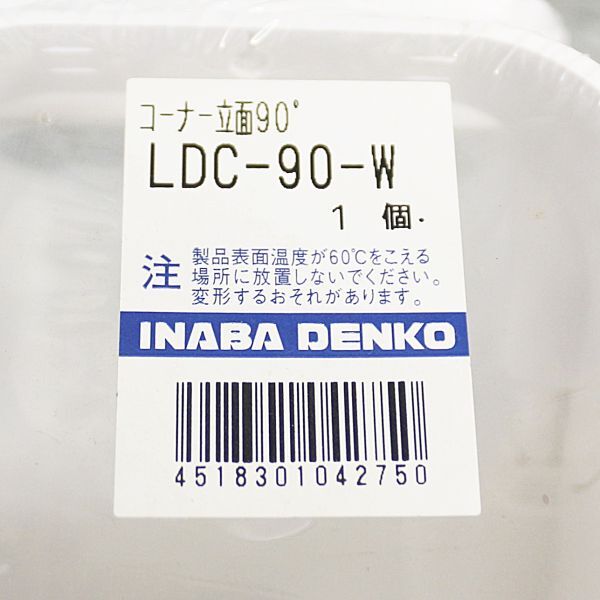 コーナー立面90°
LDC-90-W
1 個.
注 製品表面温度が60℃をこえる
場所に放置しないでください。
変形するおそれがあります。
INABA DENKO
4518301042750